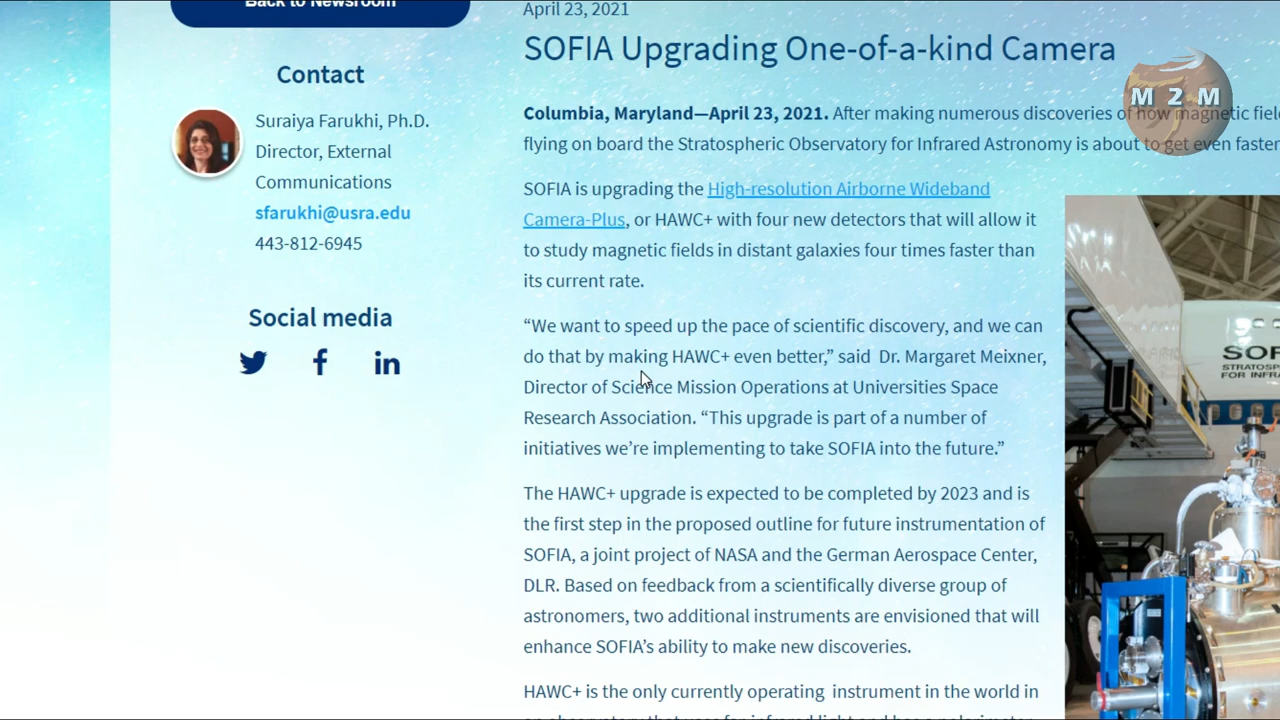 Back to Newsroom
Contact
Suraiya Farukhi, Ph.D.
Director, External
Communications
sfarukhi@usra.edu
443-812-6945
Social media
April 23, 2021
SOFIA Upgrading One-of-a-kind Camera
Columbia, Maryland—April 23, 2021. After making numerous discoveries of how magnetic
flying on board the Stratospheric Observatory for Infrared Astronomy is about to get even faster
SOFIA is upgrading the High-resolution Airborne Wideband
Camera-Plus, or HAWC+ with four new detectors that will allow it
to study magnetic fields in distant galaxies four times faster than
its current rate.
“We want to speed up the pace of scientific discovery, and we can
do that by making HAWC+ even better,” said Dr. Margaret Meixner,
Director of Science Mission Operations at Universities Space
Research Association. “This upgrade is part of a number of
initiatives we’re implementing to take SOFIA into the future.”
The HAWC+ upgrade is expected to be completed by 2023 and is
the first step in the proposed outline for future instrumentation of
SOFIA, a joint project of NASA and the German Aerospace Center,
DLR. Based on feedback from a scientifically diverse group of
astronomers, two additional instruments are envisioned that will
enhance SOFIA’s ability to make new discoveries.
HAWC+ is the only currently operating instrument in the world in
M 2 M
SOF
STRATOSP
FOR INFRA